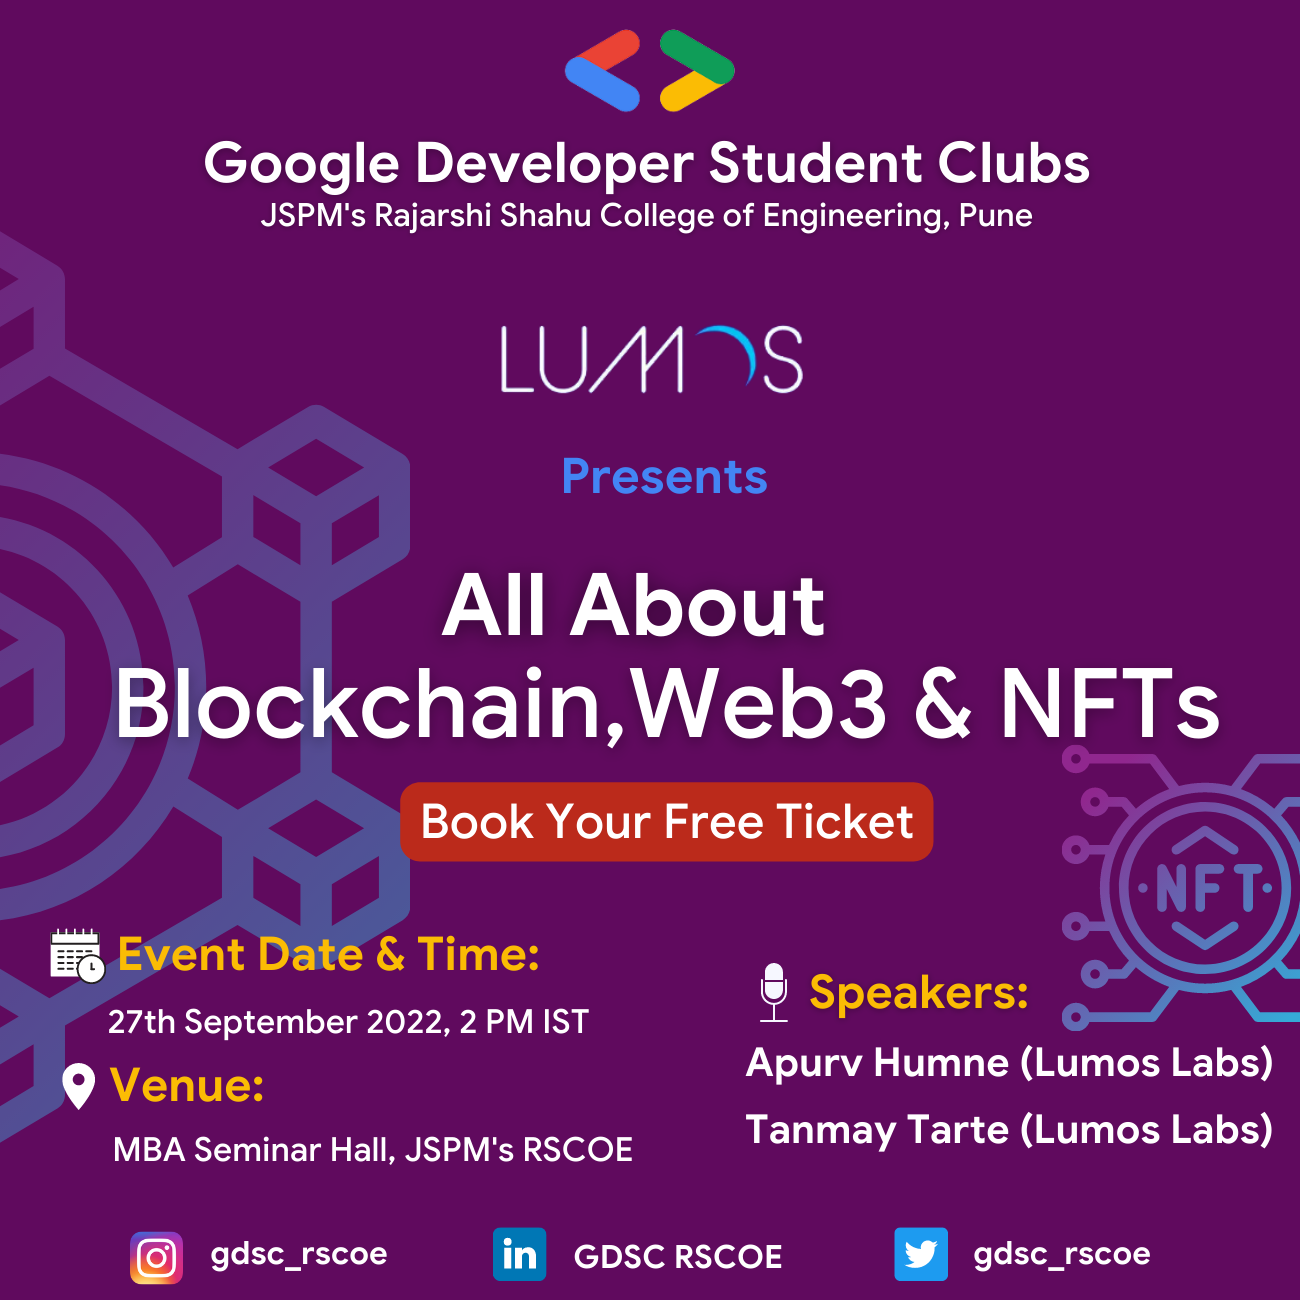 Google Developer Student Clubs
JSPM's Rajarshi Shahu College of Engineering, Pune
LUMOS
Presents
All About
Blockchain,Web3 & NFTs
Book Your Free Ticket
NFT
Event Date & Time:
27th September 2022, 2 PM IST
Venue:
MBA Seminar Hall, JSPM's RSCOE
Speakers:
Apurv Humne (Lumos Labs)
Tanmay Tarte (Lumos Labs)
gdsc_rscoe
in
GDSC RSCOE
gdsc_rscoe